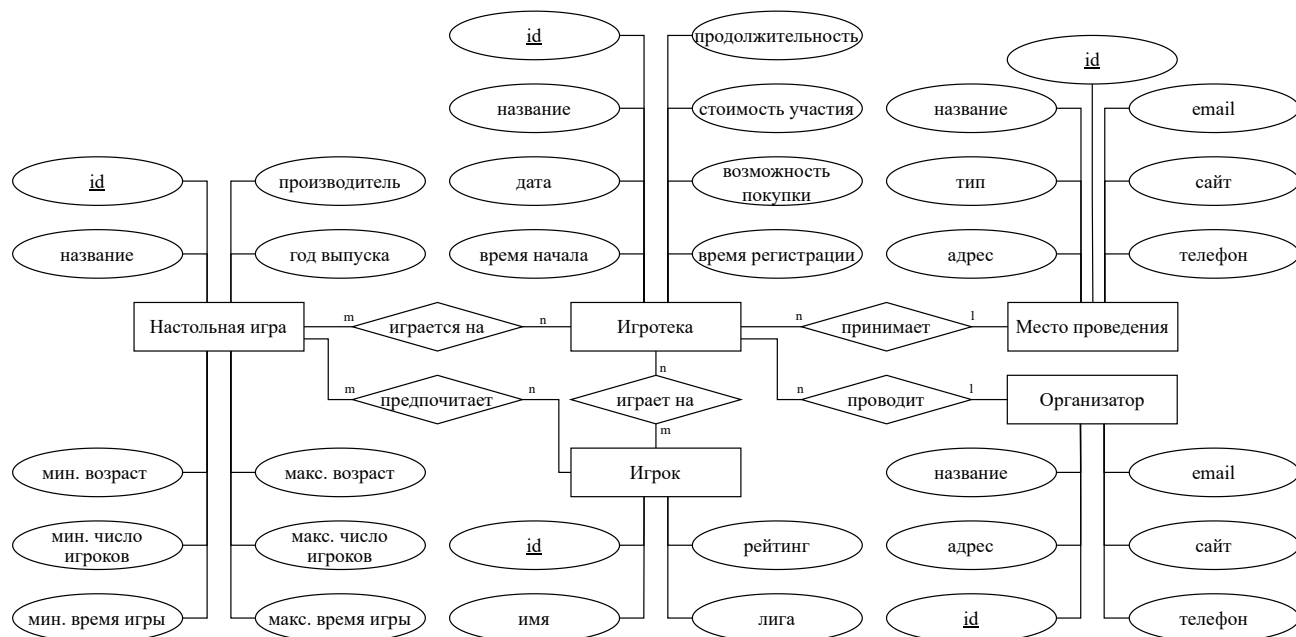 id
продолжительность
id
название
стоимость участия
название
email
id
производитель
дата
возможность
покупки
тип
сайт
название
год выпуска
время начала
время регистрации
адрес
телефон
Настольная игра
m
играется на
n
Игротека
n
принимает
l
Место проведения
m
предпочитает
n
n
играет на
m
n
проводит
l
Организатор
мин. возраст
макс. возраст
Игрок
название
email
мин. число
игроков
макс. число
игроков
id
рейтинг
адрес
сайт
мин. время игры
макс. время игры
имя
лига
id
телефон